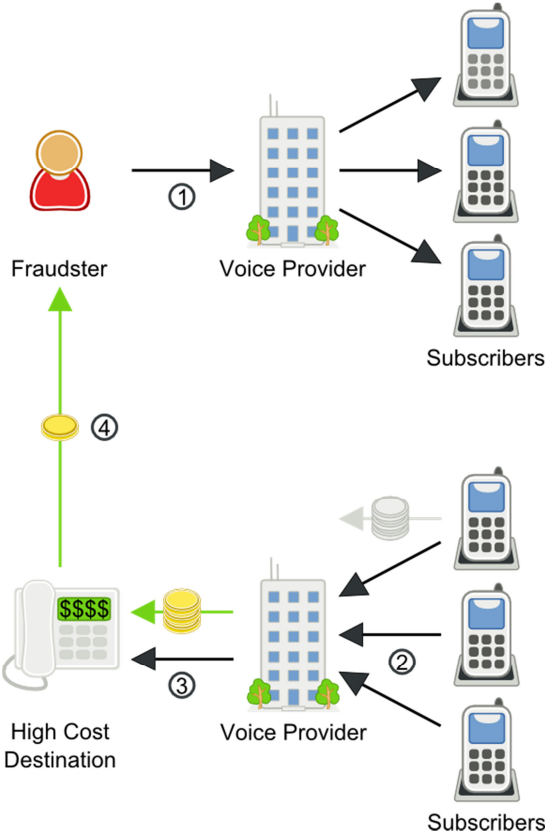 ①
Fraudster
Voice Provider
Subscribers
④
$$$$
②
③
High Cost
Destination
Voice Provider
Subscribers